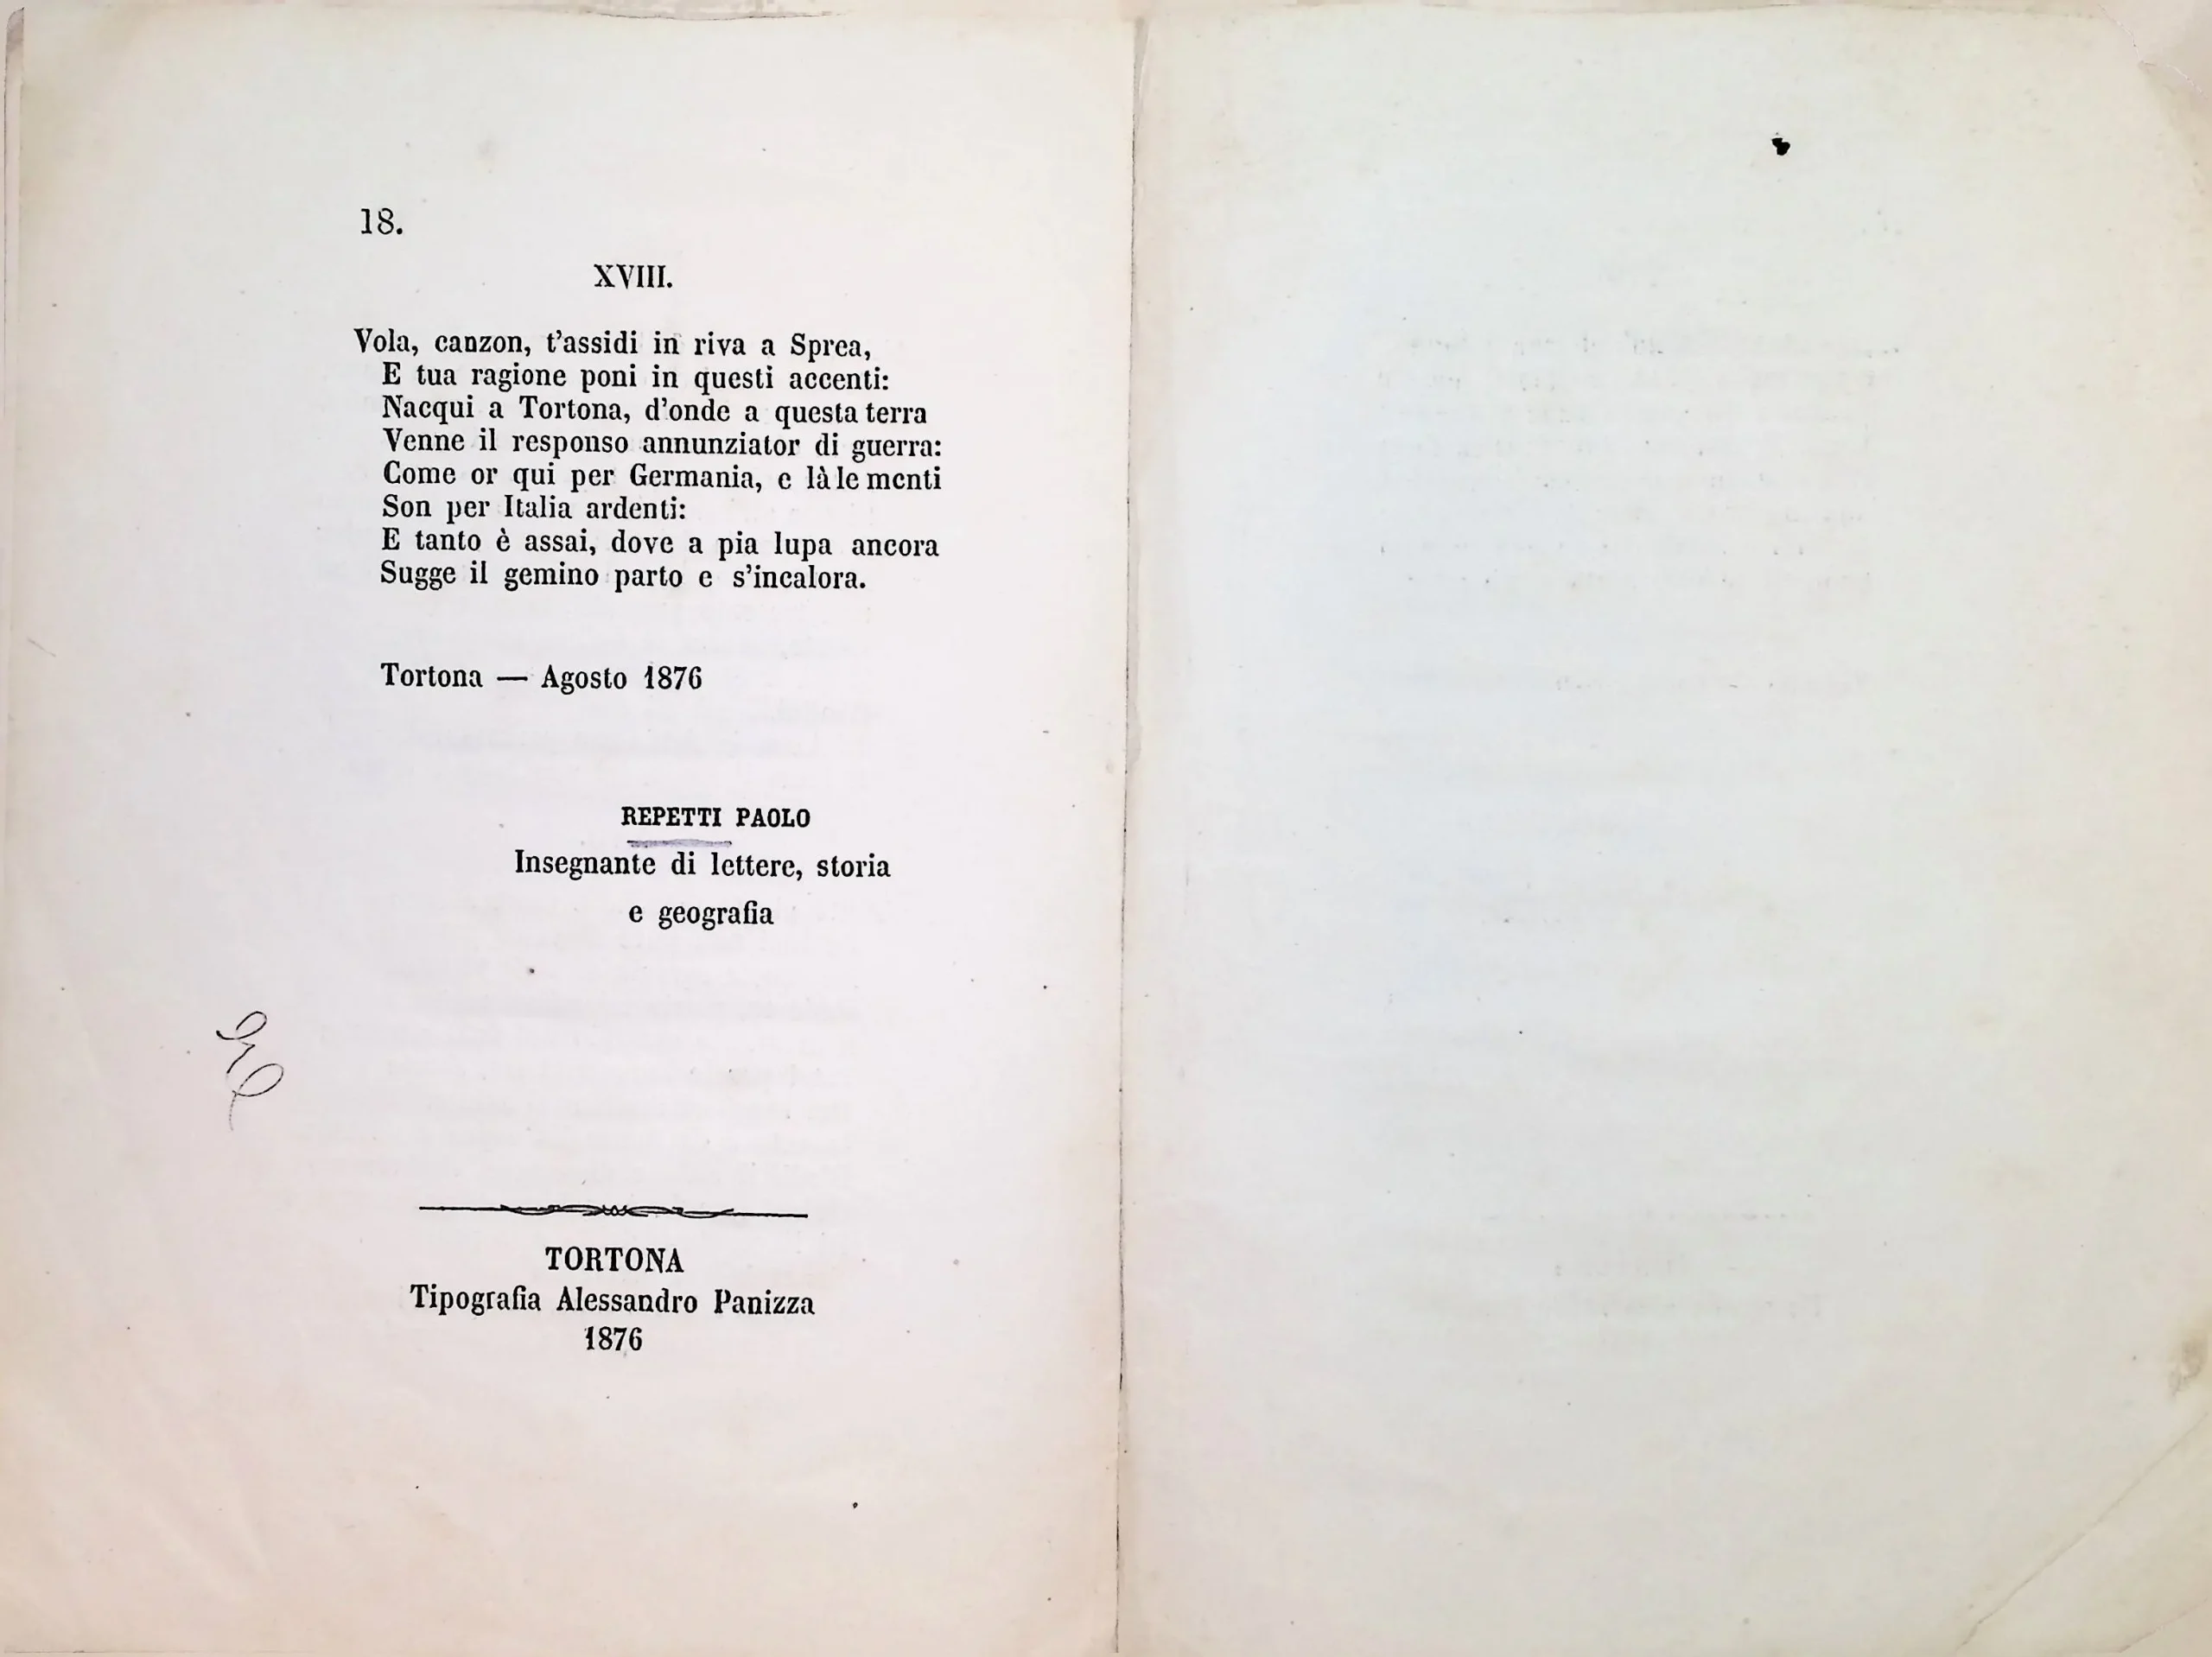 18.
XVIII.
Vola, canzon, t'assidi in riva a Sprea,
E tua ragione poni in questi accenti:
Nacqui a Tortona, d'onde a questa terra
Venne il responso annunziator di guerra:
Come or qui per Germania, e là le menti
Son per Italia ardenti:
E tanto è assai, dove a pia lupa ancora
Sugge il gemino parto e s'incalora.
Tortona — Agosto 1876
REPETTI PAOLO
Insegnante di lettere, storia
e geografia
TORTONA
Tipografia Alessandro Panizza
1876